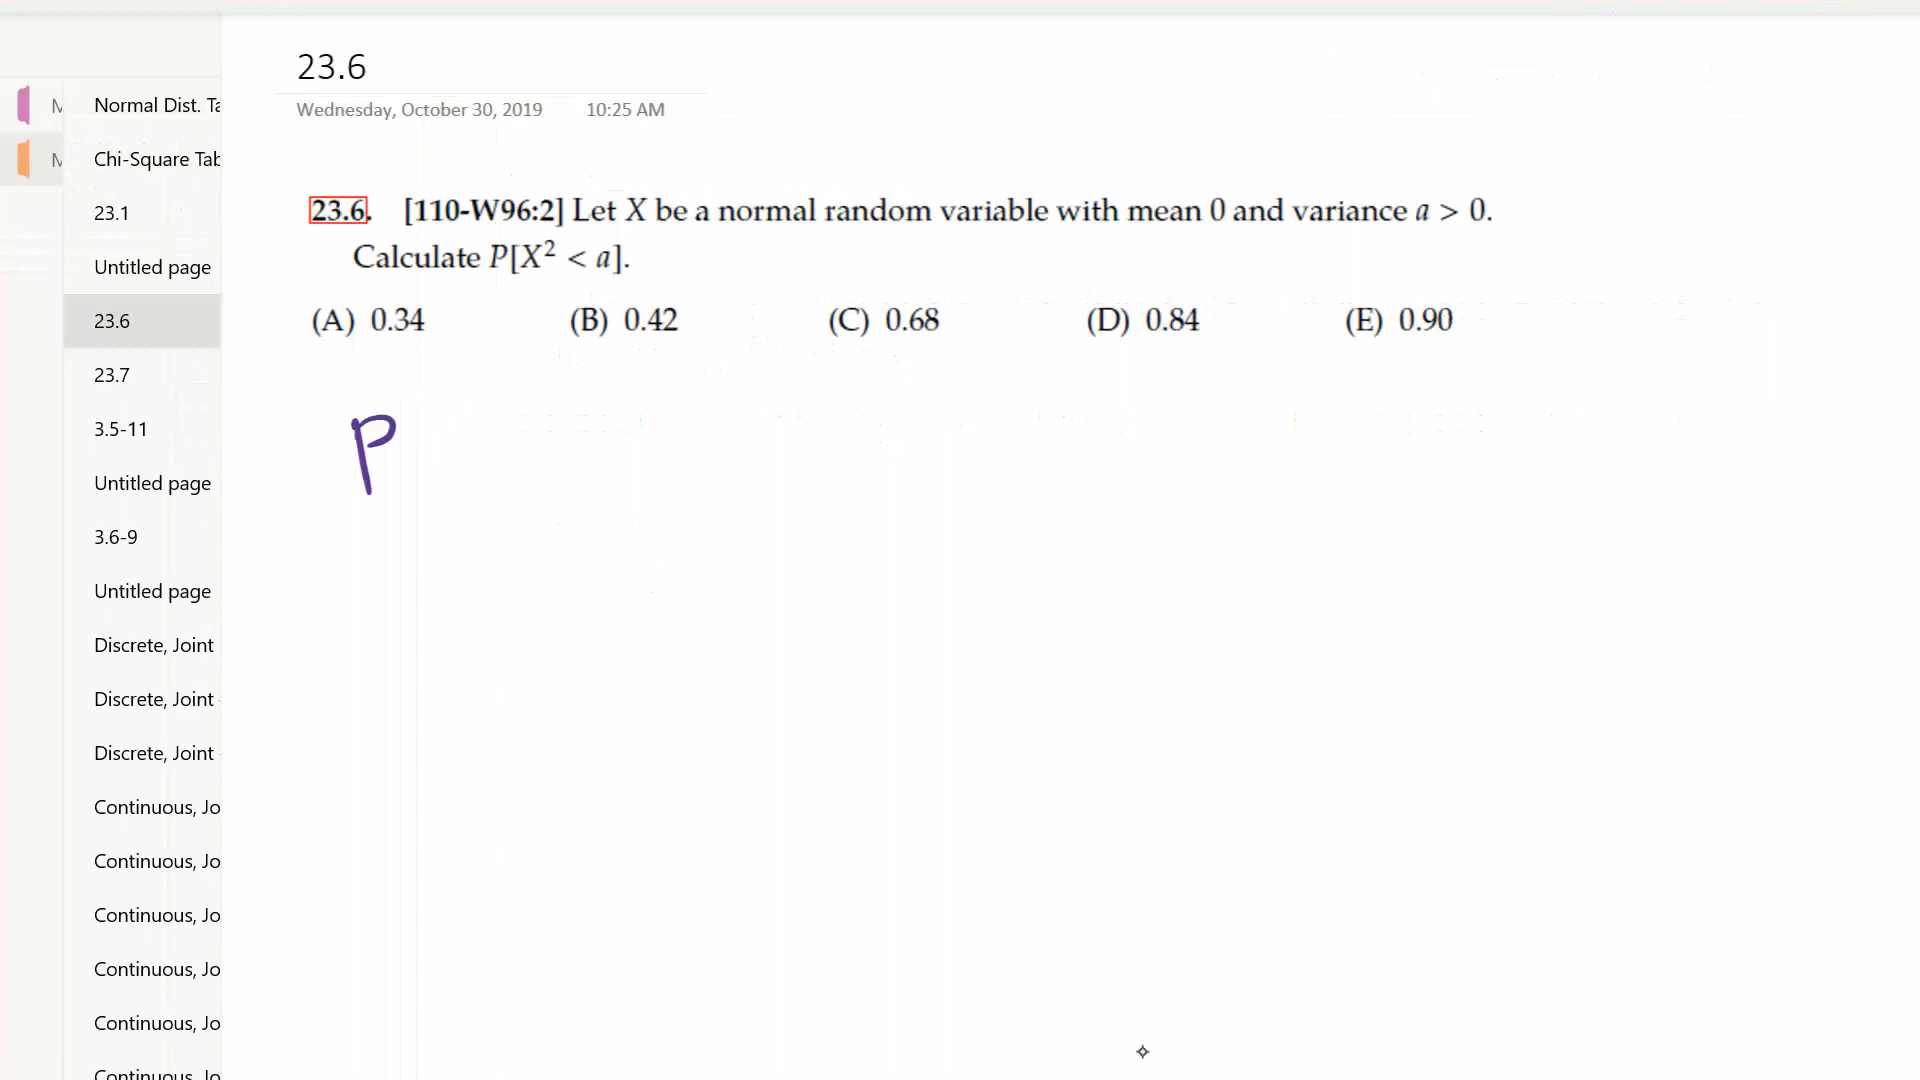 23.6
Wednesday, October 30, 2019 10:25 AM
M
Normal Dist. Ta
M
Chi-Square Tab
23.1
Untitled page
23.6
23.7
3.5-11
Untitled page
3.6-9
Untitled page
Discrete, Joint
Discrete, Joint
Discrete, Joint
Continuous, Jo
Continuous, Jo
Continuous, Jo
Continuous, Jo
Continuous, Jo
Continuous, Jo
23.6. [110-W96:2] Let X be a normal random variable with mean 0 and variance a > 0.
Calculate P[X² < a].
(A) 0.34 (B) 0.42 (C) 0.68 (D) 0.84 (E) 0.90
P